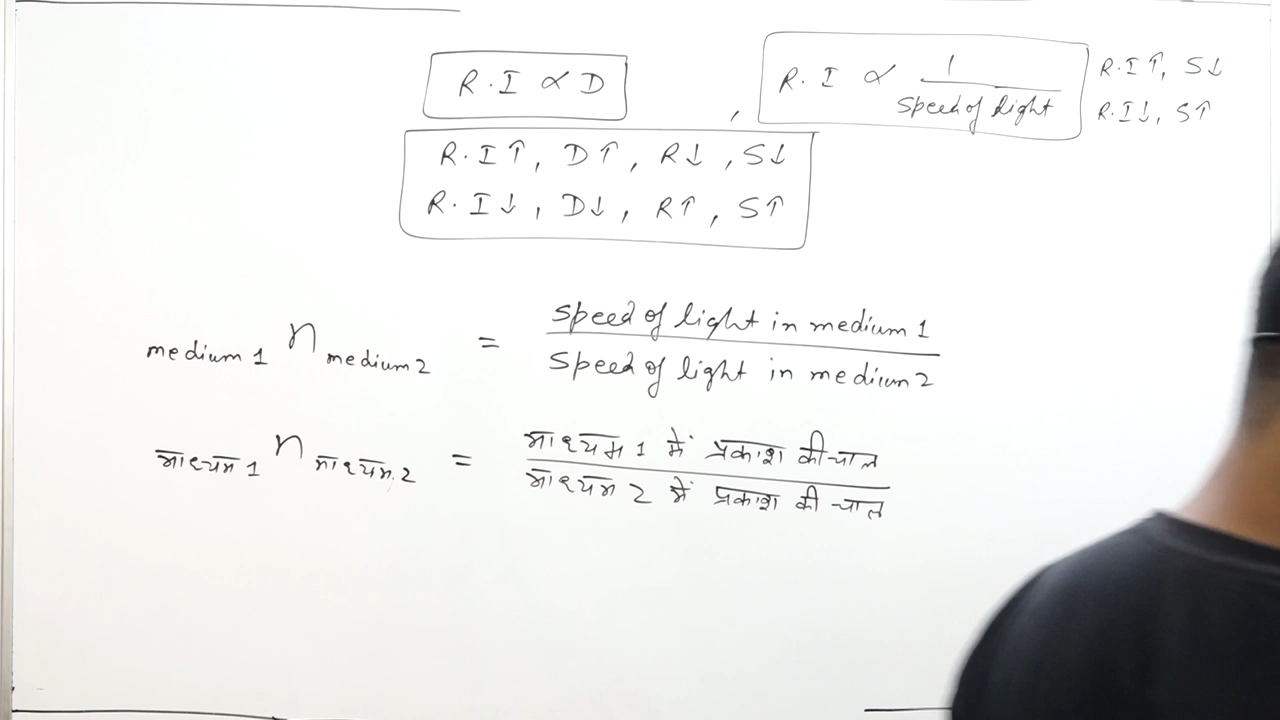 R.I ∝ D
, R.I ∝ 1 / Speed of light
R.I↑, S↓
R.I↓, S↑
R.I↑, D↑, R↓, S↓
R.I↓, D↓, R↑, S↑
medium 1 n medium 2 = Speed of light in medium 1 / Speed of light in medium 2
माध्यम 1 n माध्यम 2 = माध्यम 1 में प्रकाश की चाल / माध्यम 2 में प्रकाश की चाल